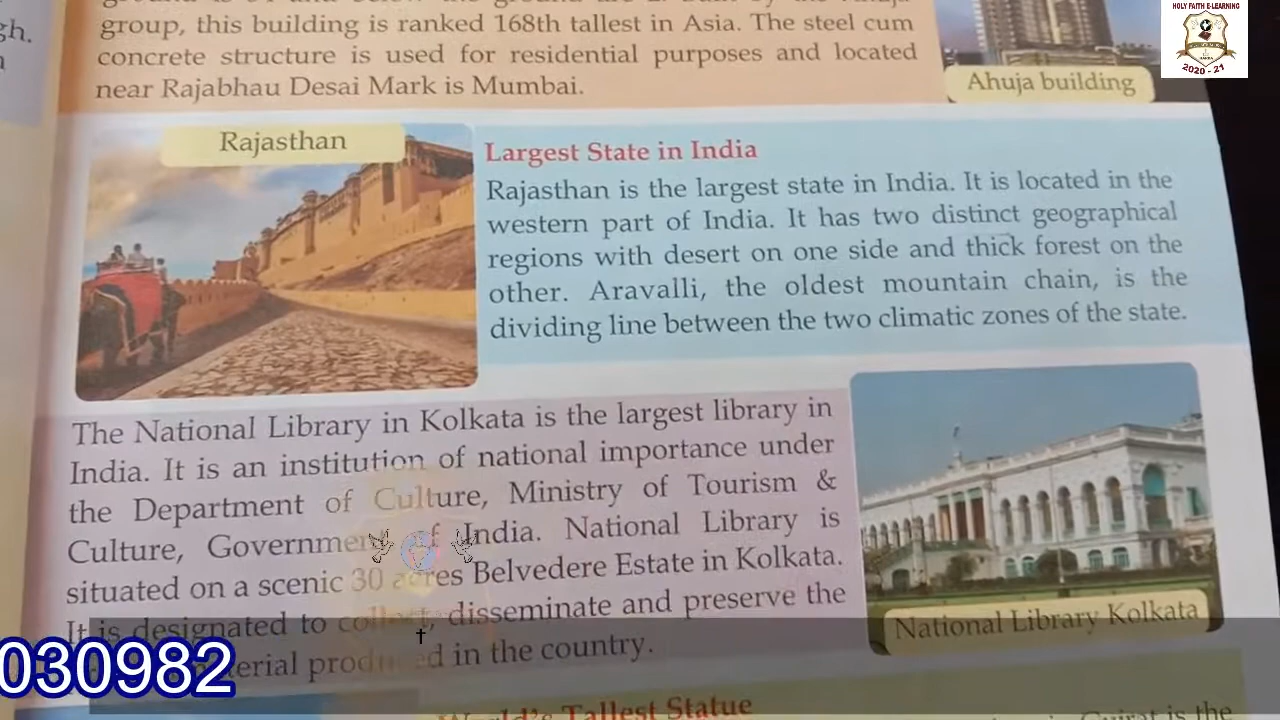 group, this building is ranked 168th tallest in Asia. The steel cum
concrete structure is used for residential purposes and located
near Rajabhau Desai Mark is Mumbai.
HOLY FAITH E-LEARNING
2020 - 21
Ahuja building
Rajasthan
Largest State in India
Rajasthan is the largest state in India. It is located in the
western part of India. It has two distinct geographical
regions with desert on one side and thick forest on the
other. Aravalli, the oldest mountain chain, is the
dividing line between the two climatic zones of the state.
The National Library in Kolkata is the largest library in
India. It is an institution of national importance under
the Department of Culture, Ministry of Tourism &
Culture, Government of India. National Library is
situated on a scenic 30 acres Belvedere Estate in Kolkata.
It is designated to collect, disseminate and preserve the
produced in the country.
National Library Kolkata
030982
World's Tallest Statue
is the